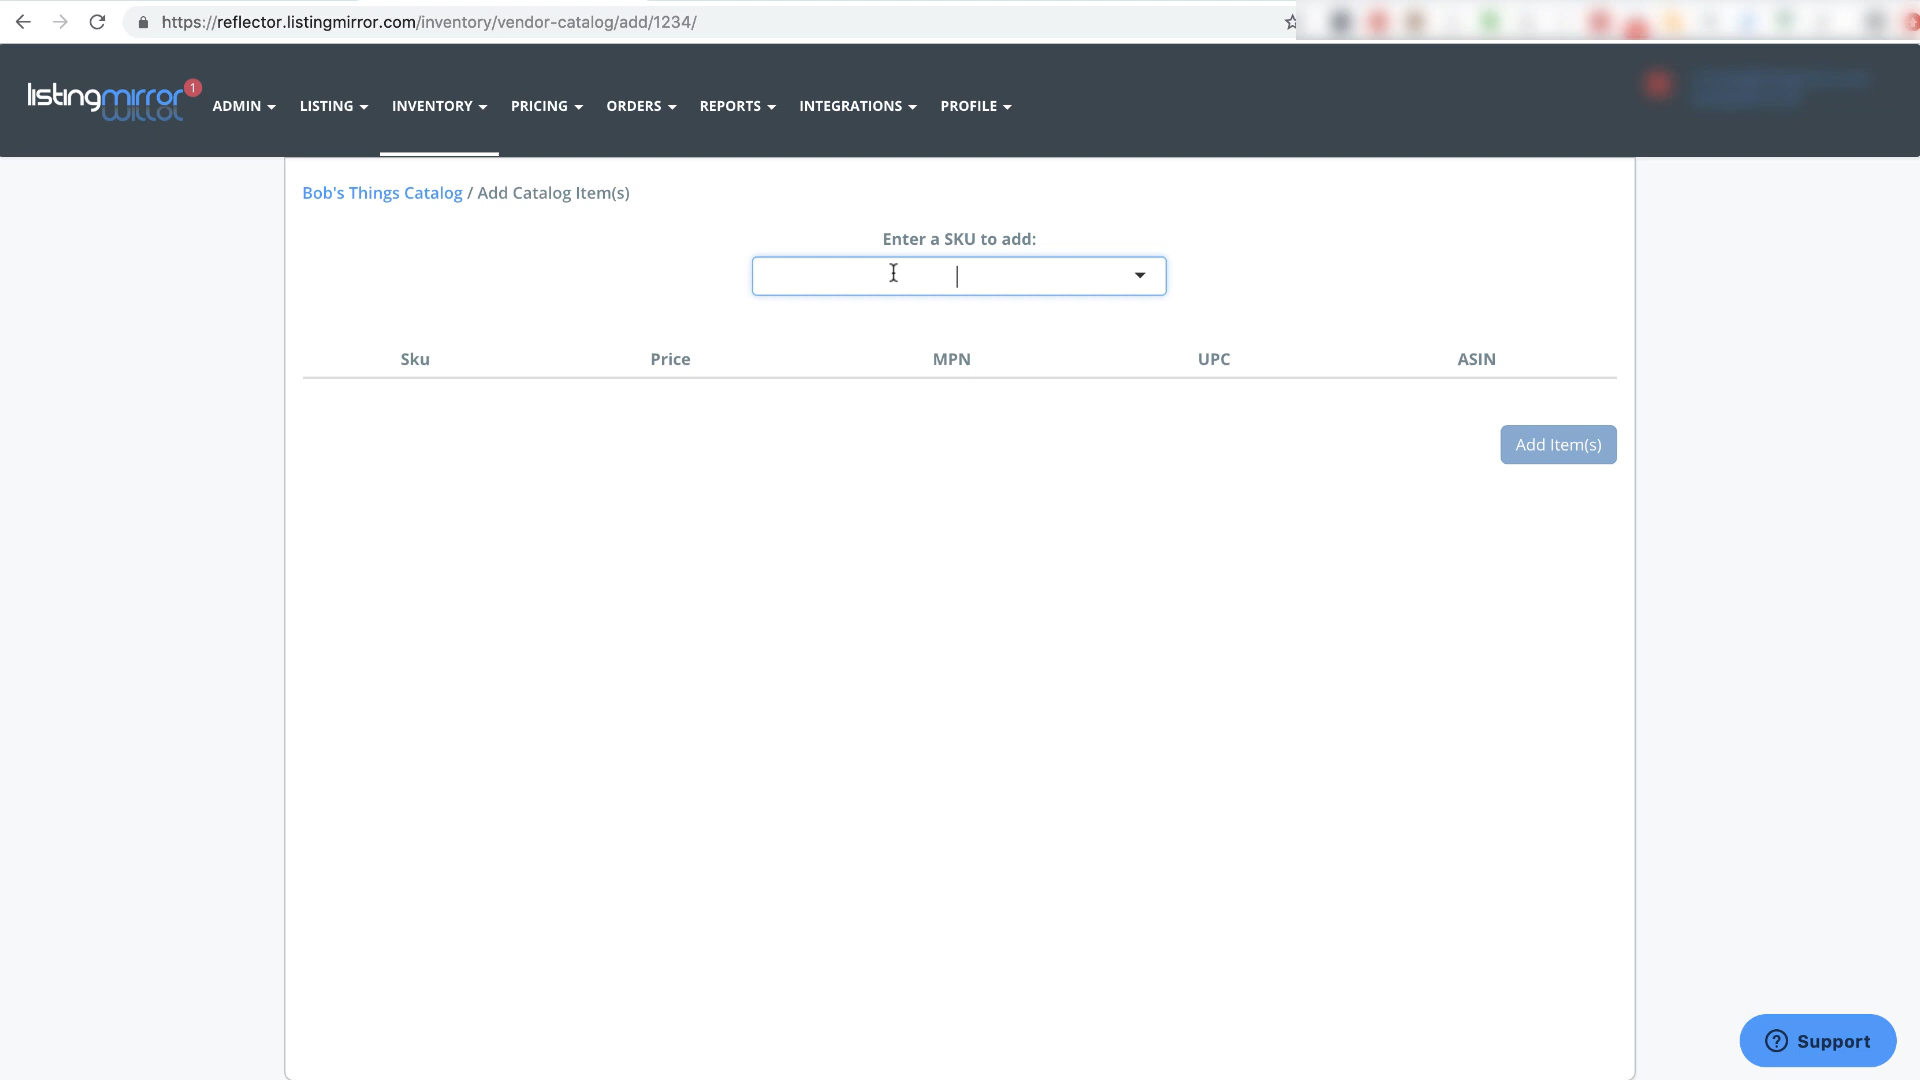 https://reflector.listingmirror.com/inventory/vendor-catalog/add/1234/
listingmirror 1 ADMIN LISTING INVENTORY PRICING ORDERS REPORTS INTEGRATIONS PROFILE
Bob's Things Catalog / Add Catalog Item(s)
Enter a SKU to add:
Sku Price MPN UPC ASIN
Add Item(s)
? Support